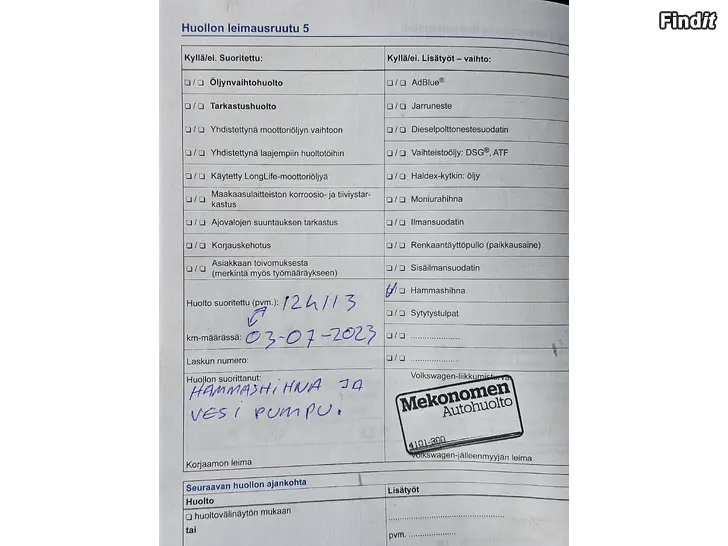 Findit
Huollon leimausruutu 5
Kyllä/ei. Suoritettu:
Kyllä/ei. Lisätyöt – vaihto:
❏ / ❏ Öljynvaihtohuolto
❏ / ❏ AdBlue®
❏ / ❏ Tarkastushuolto
❏ / ❏ Jarruneste
❏ / ❏ Yhdistettynä moottoriöljyn vaihtoon
❏ / ❏ Dieselpolttonestesuodatin
❏ / ❏ Yhdistettynä laajempiin huoltotöihin
❏ / ❏ Vaihteistoöljy: DSG®, ATF
❏ / ❏ Käytetty LongLife-moottoriöljyä
❏ / ❏ Haldex-kytkin: öljy
❏ / ❏ Maakaasulaitteiston korroosio- ja tiiviystar-
kastus
❏ / ❏ Moniurahihna
❏ / ❏ Ajovalojen suuntauksen tarkastus
❏ / ❏ Ilmansuodatin
❏ / ❏ Korjauskehotus
❏ / ❏ Renkaantäyttöpullo (paikkausaine)
❏ / ❏ Asiakkaan toivomuksesta
(merkintä myös työmääräykseen)
❏ / ❏ Sisäilmansuodatin
❏ / ❏ Hammashihna
Huolto suoritettu (pvm.):
❏ / ❏ Sytytystulpat
km-määrässä: 03-07-2023
❏ / ❏ ....................
Laskun numero:
❏ / ❏ ....................
Huollon suorittanut:
HAMMASHIHNA JA
VESI PUMPU.
Mekonomen
Autohuolto
Korjaamon leima
Volkswagen-jälleenmyyjän leima
Seuraavan huollon ajankohta
Huolto
Lisätyöt
❏ huoltovälinäytön mukaan
tai
pvm. ....................